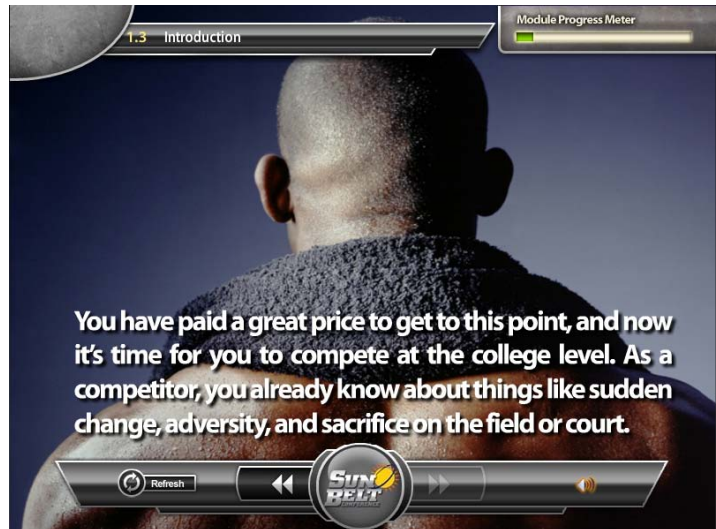 1.3 Introduction
Module Progress Meter
You have paid a great price to get to this point, and now
it's time for you to compete at the college level. As a
competitor, you already know about things like sudden
change, adversity, and sacrifice on the field or court.
Refresh
SUN
BELT
CONFERENCE